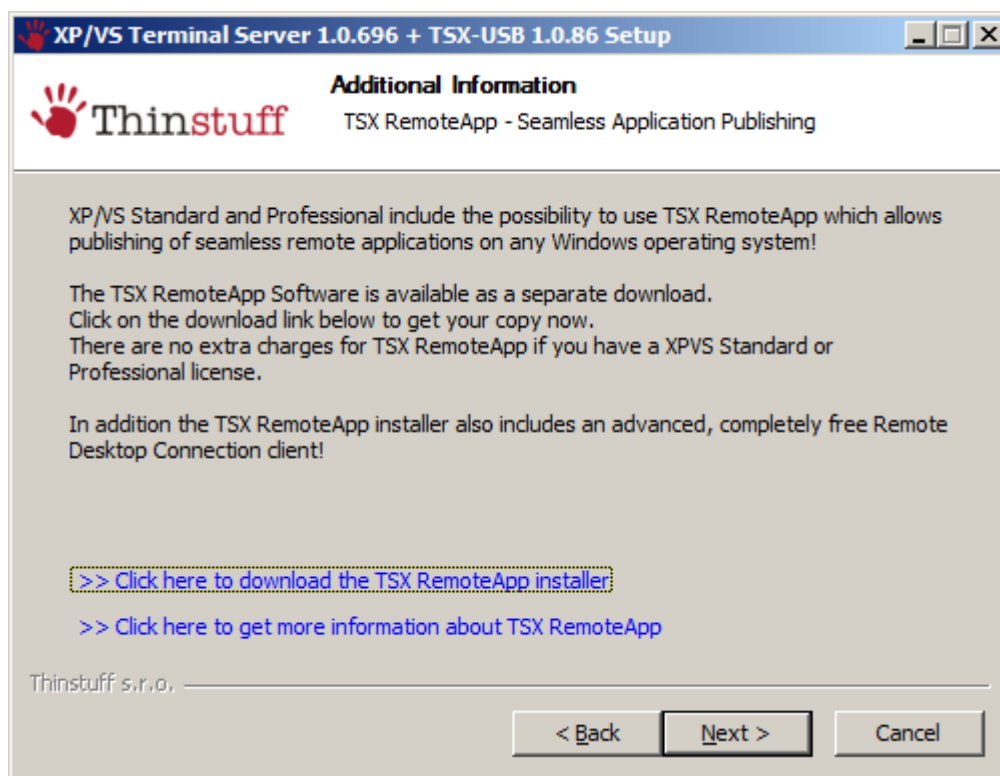 XP/VS Terminal Server 1.0.696 + TSX-USB 1.0.86 Setup
Thinstuff
Additional Information
TSX RemoteApp - Seamless Application Publishing
XP/VS Standard and Professional include the possibility to use TSX RemoteApp which allows
publishing of seamless remote applications on any Windows operating system!
The TSX RemoteApp Software is available as a separate download.
Click on the download link below to get your copy now.
There are no extra charges for TSX RemoteApp if you have a XPVS Standard or
Professional license.
In addition the TSX RemoteApp installer also includes an advanced, completely free Remote
Desktop Connection client!
>> Click here to download the TSX RemoteApp installer
>> Click here to get more information about TSX RemoteApp
Thinstuff s.r.o.
< Back Next > Cancel